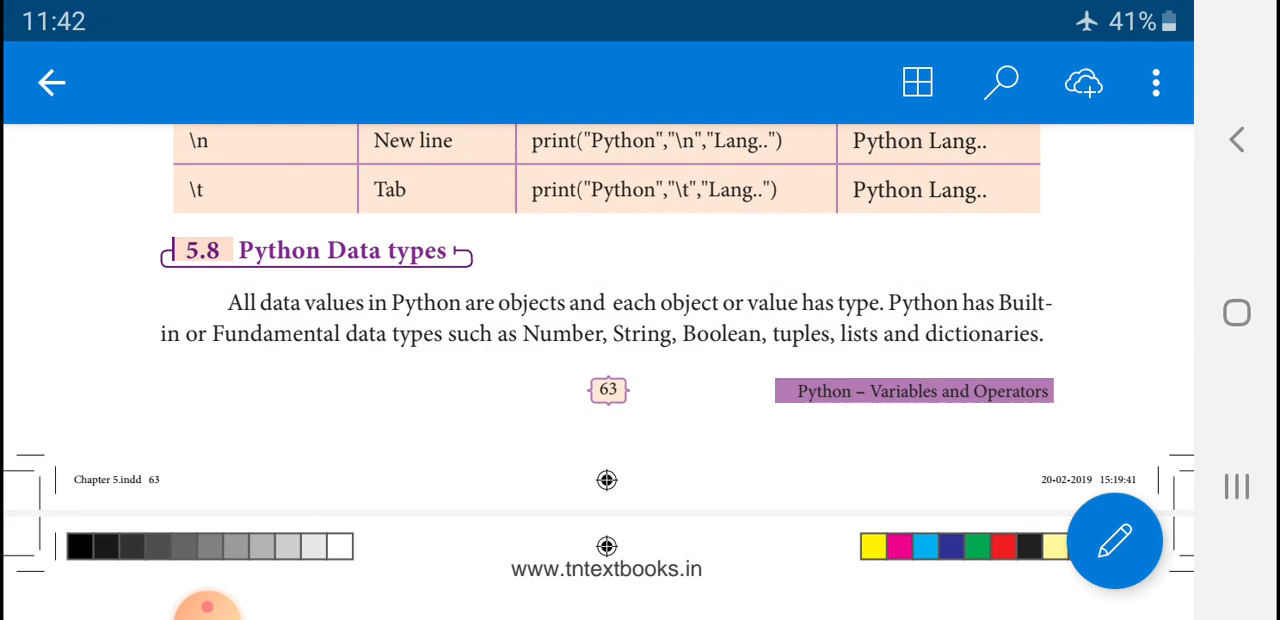 11:42
41%
\n New line print("Python","\n","Lang..") Python Lang..
\t Tab print("Python","\t","Lang..") Python Lang..
5.8 Python Data types
All data values in Python are objects and each object or value has type. Python has Built-
in or Fundamental data types such as Number, String, Boolean, tuples, lists and dictionaries.
63
Python – Variables and Operators
Chapter 5.indd 63
20-02-2019 15:19:41
www.tntextbooks.in